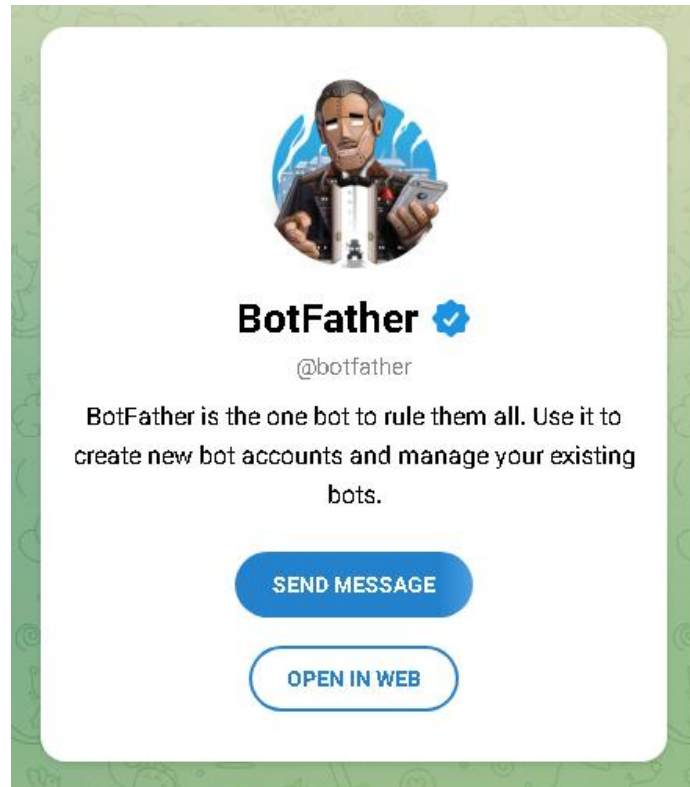 BotFather
@botfather
BotFather is the one bot to rule them all. Use it to
create new bot accounts and manage your existing
bots.
SEND MESSAGE
OPEN IN WEB